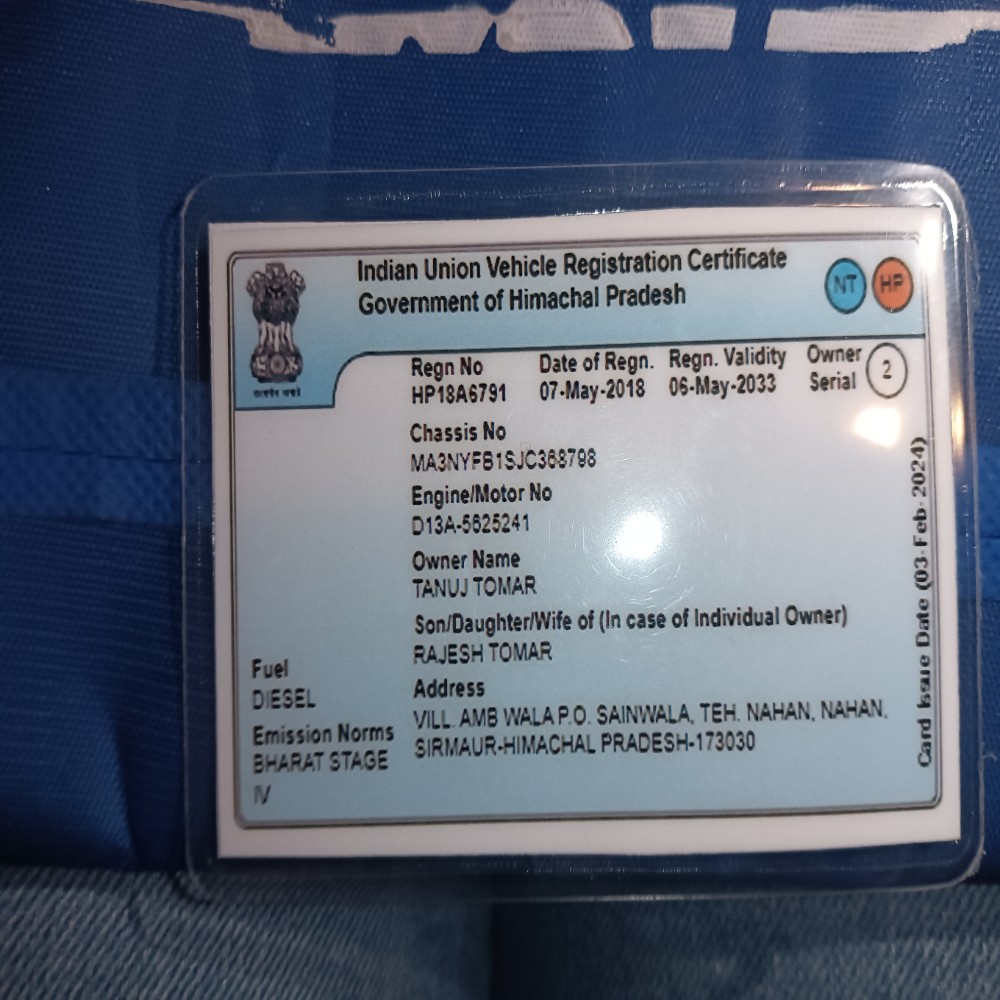 Indian Union Vehicle Registration Certificate
Government of Himachal Pradesh
NT HP
Regn No Date of Regn. Regn. Validity Owner Serial 2
HP18A6791 07-May-2018 06-May-2033
Chassis No
MA3NYFB1SJC368798
Engine/Motor No
D13A-5625241
Owner Name
TANUJ TOMAR
Son/Daughter/Wife of (In case of Individual Owner)
RAJESH TOMAR
Address
VILL. AMB WALA P.O. SAINWALA, TEH. NAHAN, NAHAN,
SIRMAUR-HIMACHAL PRADESH-173030
Fuel
DIESEL
Emission Norms
BHARAT STAGE
IV
Card Issue Date (03-Feb-2024)
सत्यमेव जयते